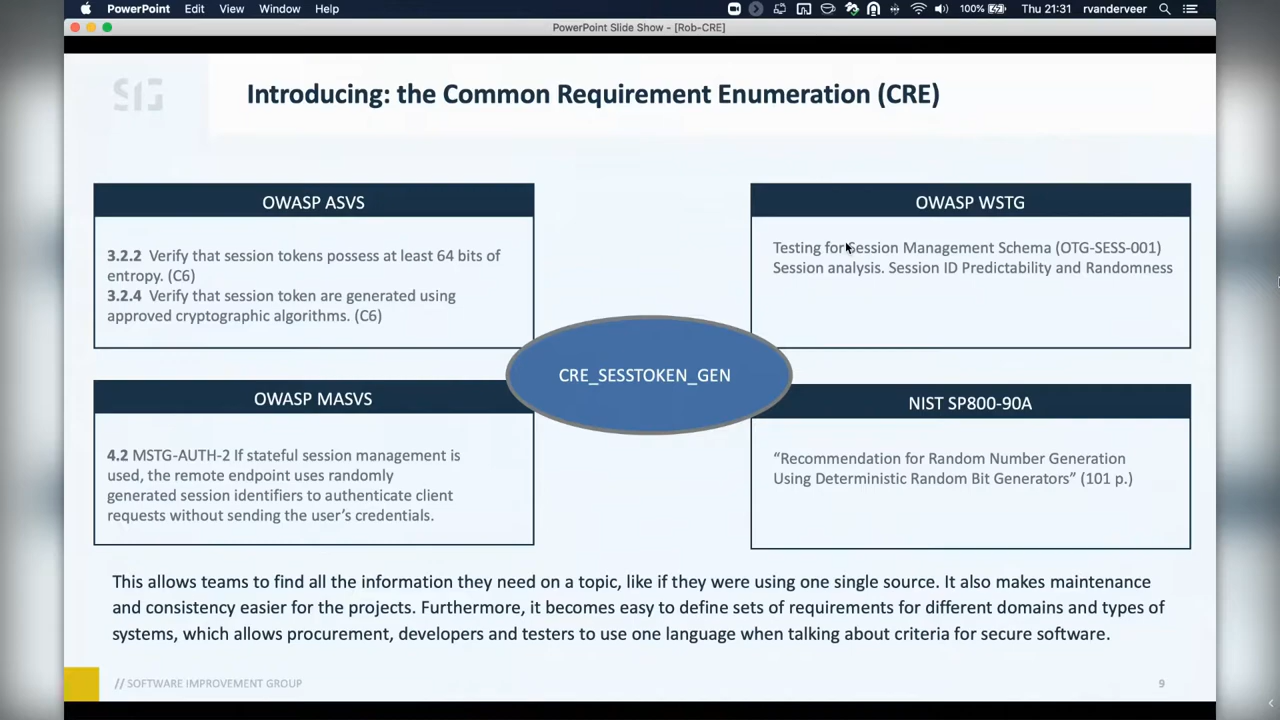 PowerPoint Edit View Window Help 100% Thu 21:31 rvanderveer
PowerPoint Slide Show - [Rob-CRE]
SIG
Introducing: the Common Requirement Enumeration (CRE)
OWASP ASVS
3.2.2 Verify that session tokens possess at least 64 bits of
entropy. (C6)
3.2.4 Verify that session token are generated using
approved cryptographic algorithms. (C6)
OWASP WSTG
Testing for Session Management Schema (OTG-SESS-001)
Session analysis. Session ID Predictability and Randomness
CRE_SESSTOKEN_GEN
OWASP MASVS
4.2 MSTG-AUTH-2 If stateful session management is
used, the remote endpoint uses randomly
generated session identifiers to authenticate client
requests without sending the user's credentials.
NIST SP800-90A
“Recommendation for Random Number Generation
Using Deterministic Random Bit Generators” (101 p.)
This allows teams to find all the information they need on a topic, like if they were using one single source. It also makes maintenance
and consistency easier for the projects. Furthermore, it becomes easy to define sets of requirements for different domains and types of
systems, which allows procurement, developers and testers to use one language when talking about criteria for secure software.
// SOFTWARE IMPROVEMENT GROUP 9